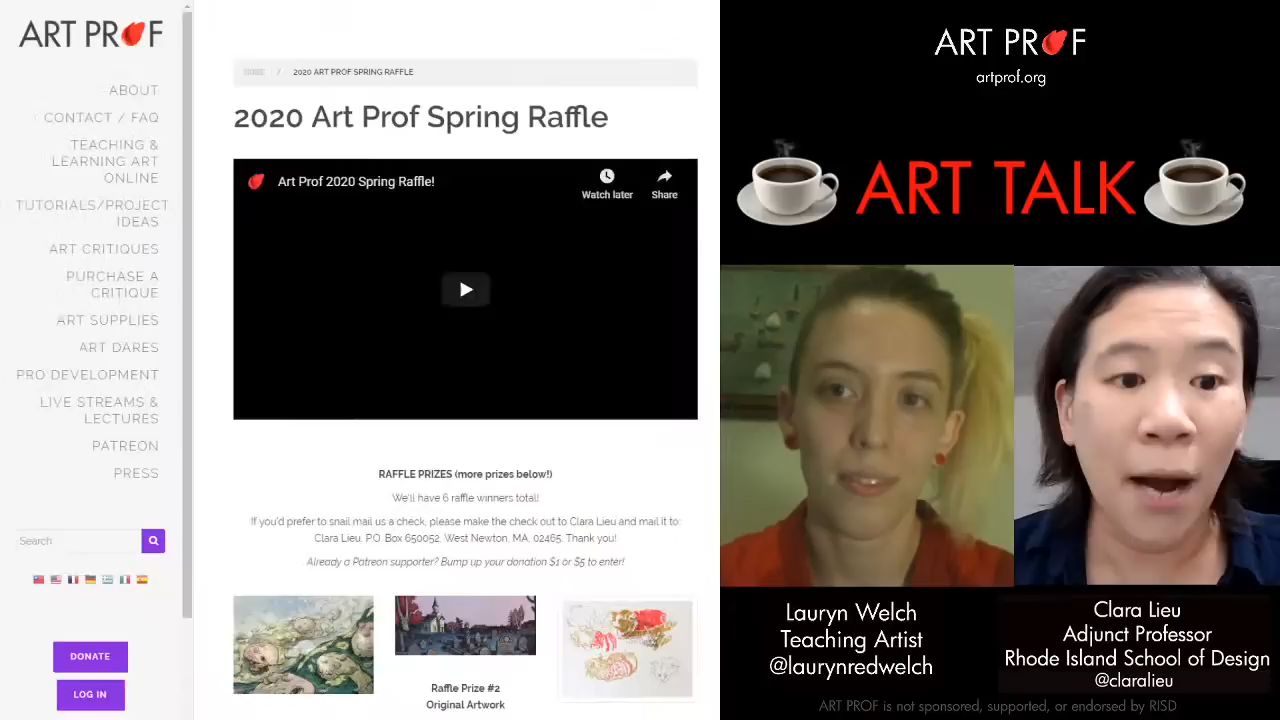 ART PROF
ABOUT
CONTACT / FAQ
TEACHING &
LEARNING ART
ONLINE
TUTORIALS/PROJECT
IDEAS
ART CRITIQUES
PURCHASE A
CRITIQUE
ART SUPPLIES
ART DARES
PRO DEVELOPMENT
LIVE STREAMS &
LECTURES
PATREON
PRESS
Search
DONATE
LOG IN
HOME / 2020 ART PROF SPRING RAFFLE
2020 Art Prof Spring Raffle
Art Prof 2020 Spring Raffle!
Watch later
Share
RAFFLE PRIZES (more prizes below!)
We'll have 6 raffle winners total!
If you'd prefer to snail mail us a check, please make the check out to Clara Lieu and mail it to:
Clara Lieu, P.O. Box 650052, West Newton, MA, 02465. Thank you!
Already a Patreon supporter? Bump up your donation $1 or $5 to enter!
Raffle Prize #2
Original Artwork
ART PROF
artprof.org
ART TALK
Lauryn Welch
Teaching Artist
@laurynredwelch
Clara Lieu
Adjunct Professor
Rhode Island School of Design
@claralieu
ART PROF is not sponsored, supported, or endorsed by RISD